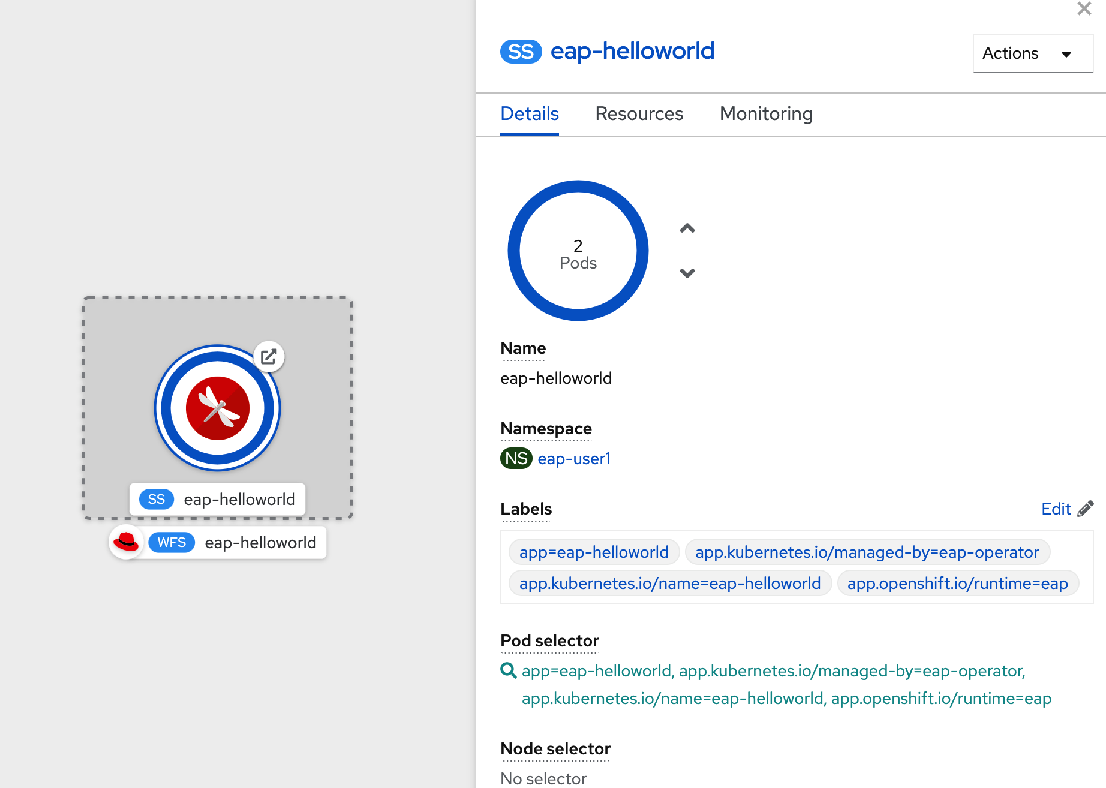 SS eap-helloworld
Actions
Details Resources Monitoring
2
Pods
Name
eap-helloworld
Namespace
NS eap-user1
Labels
Edit
app=eap-helloworld app.kubernetes.io/managed-by=eap-operator
app.kubernetes.io/name=eap-helloworld app.openshift.io/runtime=eap
Pod selector
app=eap-helloworld, app.kubernetes.io/managed-by=eap-operator,
app.kubernetes.io/name=eap-helloworld, app.openshift.io/runtime=eap
Node selector
No selector
SS eap-helloworld
WFS eap-helloworld